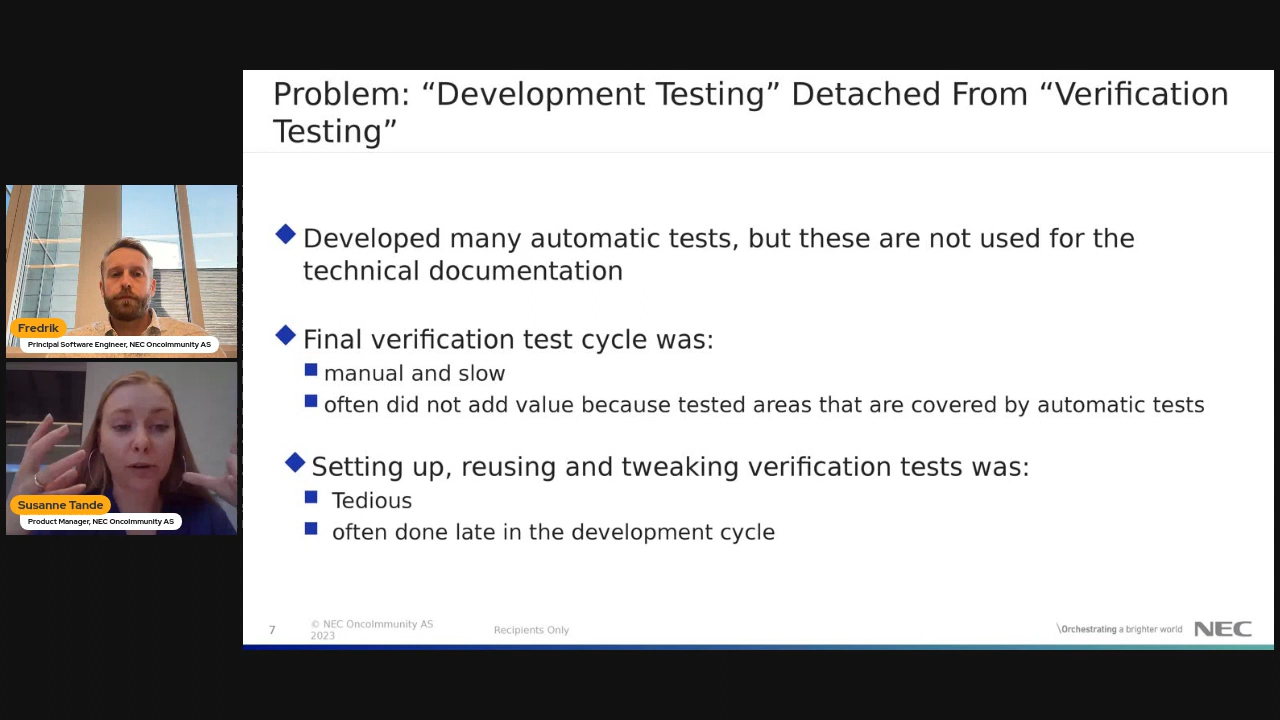 Problem: “Development Testing” Detached From “Verification
Testing”
Developed many automatic tests, but these are not used for the
technical documentation
Final verification test cycle was:
manual and slow
often did not add value because tested areas that are covered by automatic tests
Setting up, reusing and tweaking verification tests was:
Tedious
often done late in the development cycle
7
© NEC OncoImmunity AS
2023
Recipients Only
\Orchestrating a brighter world
NEC
Fredrik
Principal Software Engineer, NEC OncoImmunity AS
Susanne Tande
Product Manager, NEC OncoImmunity AS